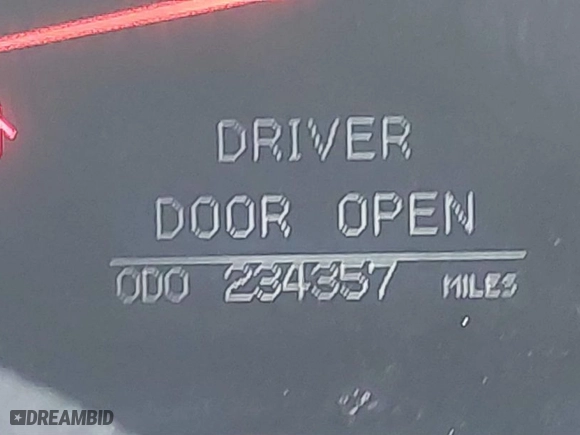 DRIVER
DOOR OPEN
ODO 234357 MILES
DREAMBID